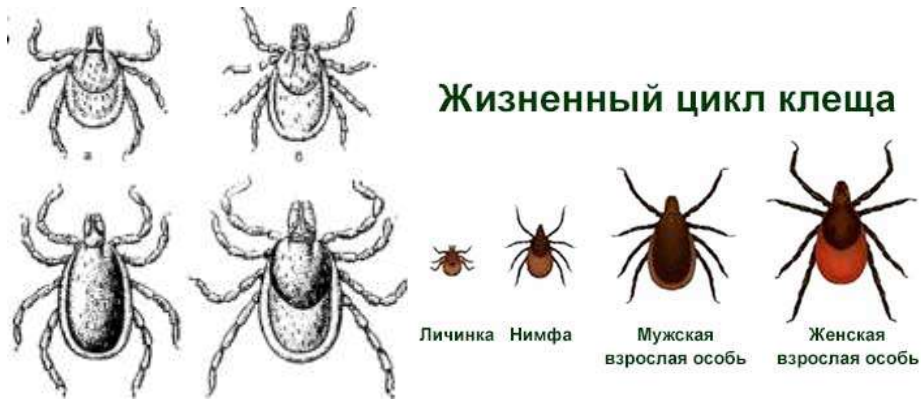 а
б
Жизненный цикл клеща
Личинка
Нимфа
Мужская
взрослая особь
Женская
взрослая особь